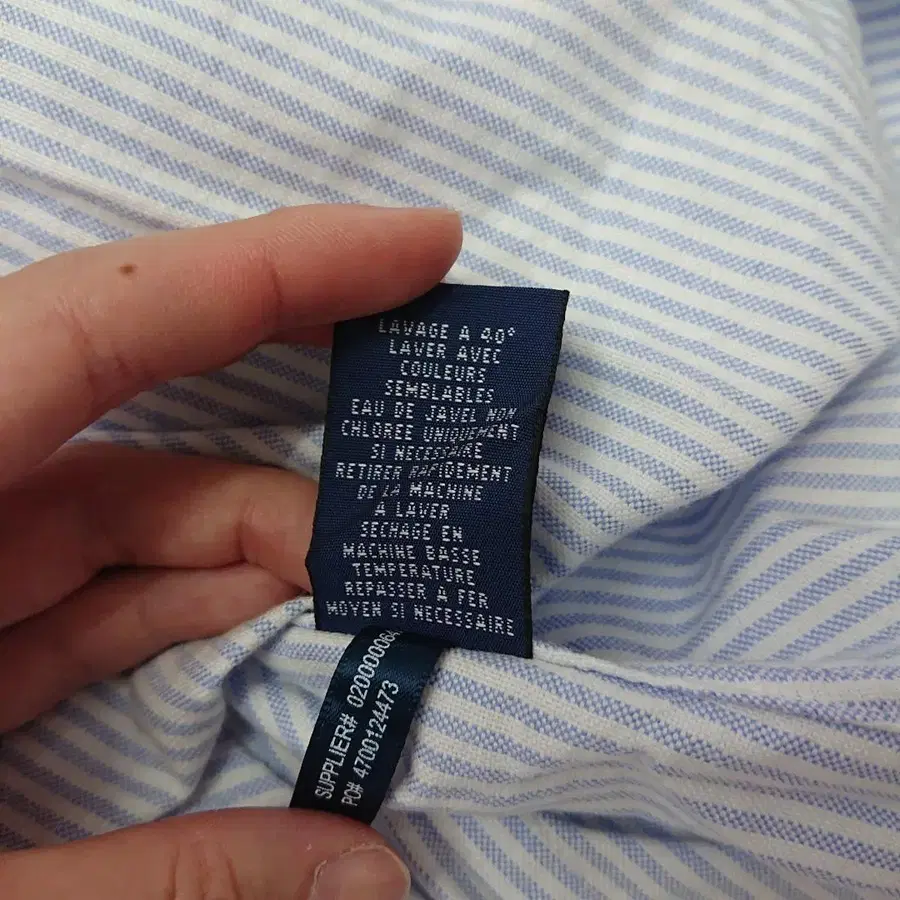 LAVAGE A 40°
LAVER AVEC
COULEURS
SEMBLABLES
EAU DE JAVEL NON
CHLOREE UNIQUEMENT
SI NECESSAIRE
RETIRER RAPIDEMENT
DE LA MACHINE
A LAVER
SECHAGE EN
MACHINE BASSE
TEMPERATURE
REPASSER A FER
MOYEN SI NECESSAIRE
SUPPLIER#
PO# 4700124473